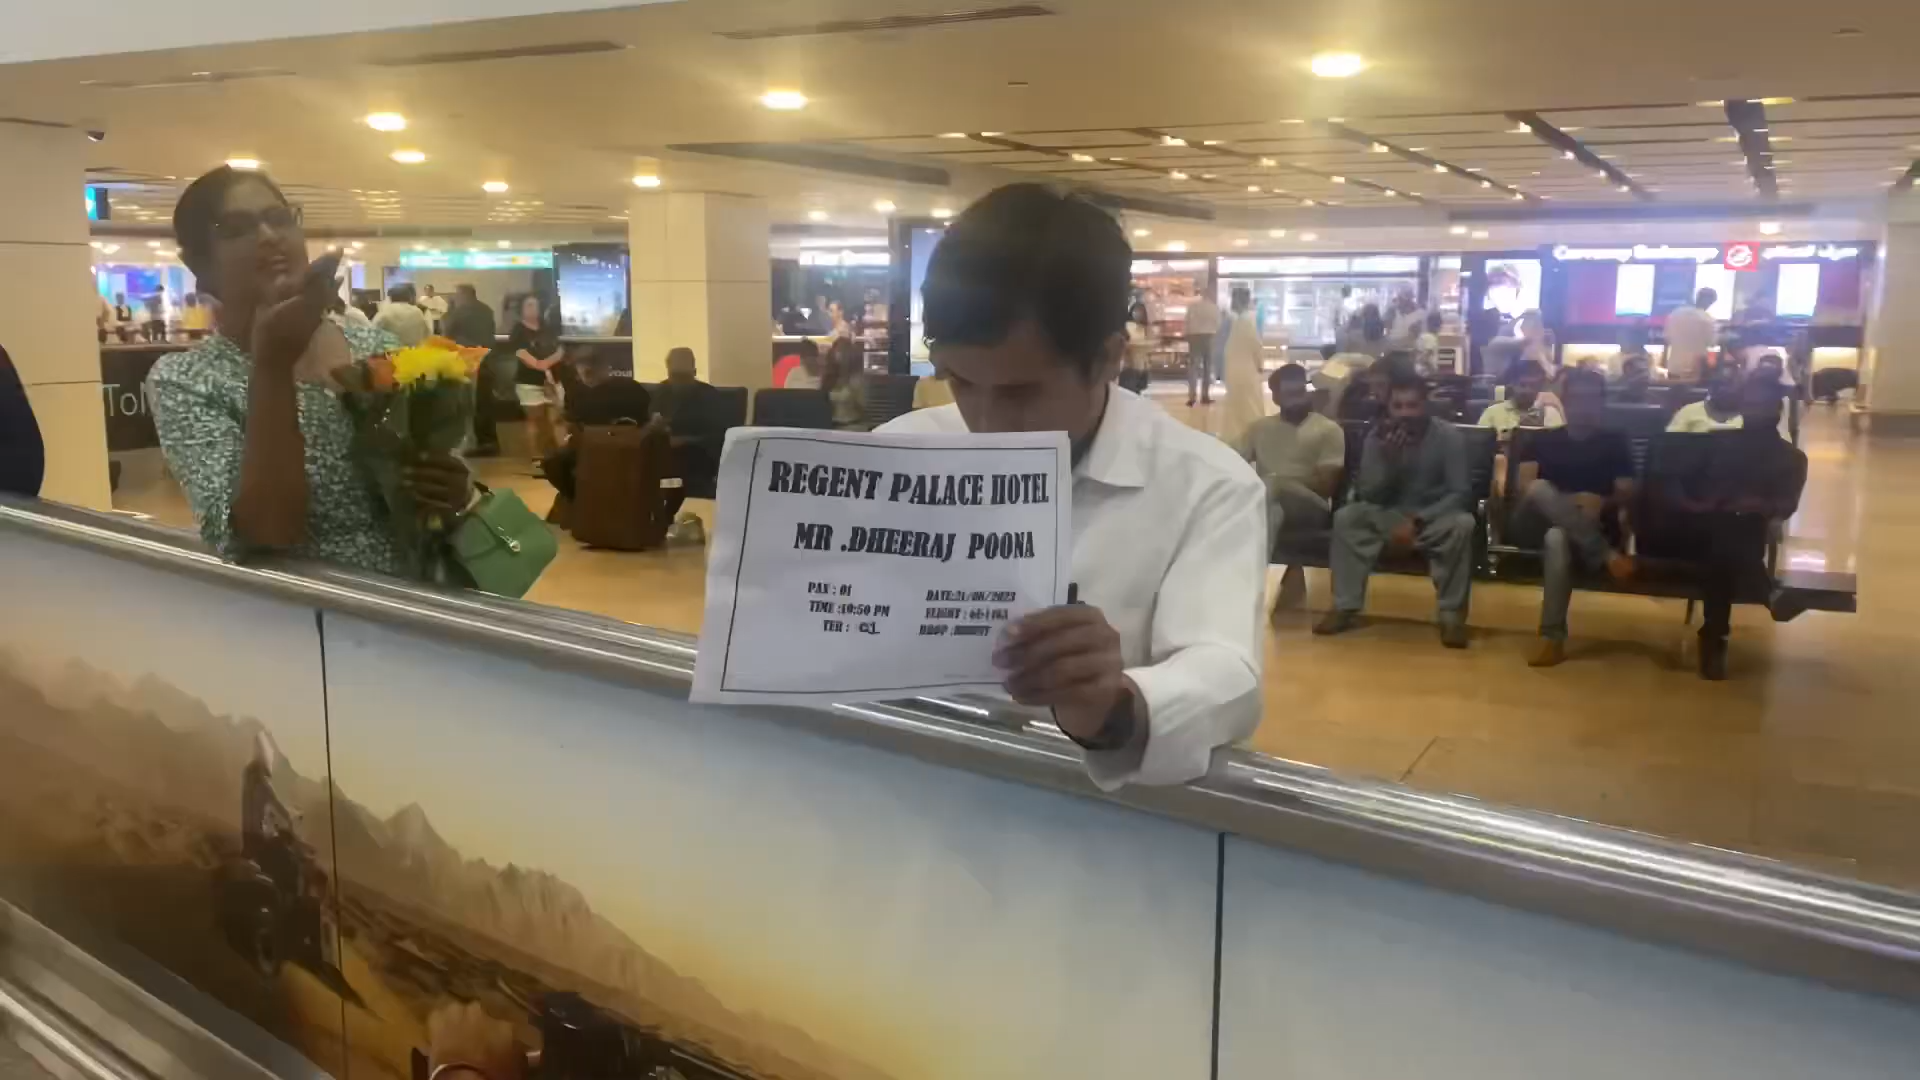 Currency Exchange
Tol
REGENT PALACE HOTEL
MR .DHEERAJ POONA
PAX : 01
DATE:21/08/2023
TIME :10:50 PM
FLIGHT :
TER :
DROP :